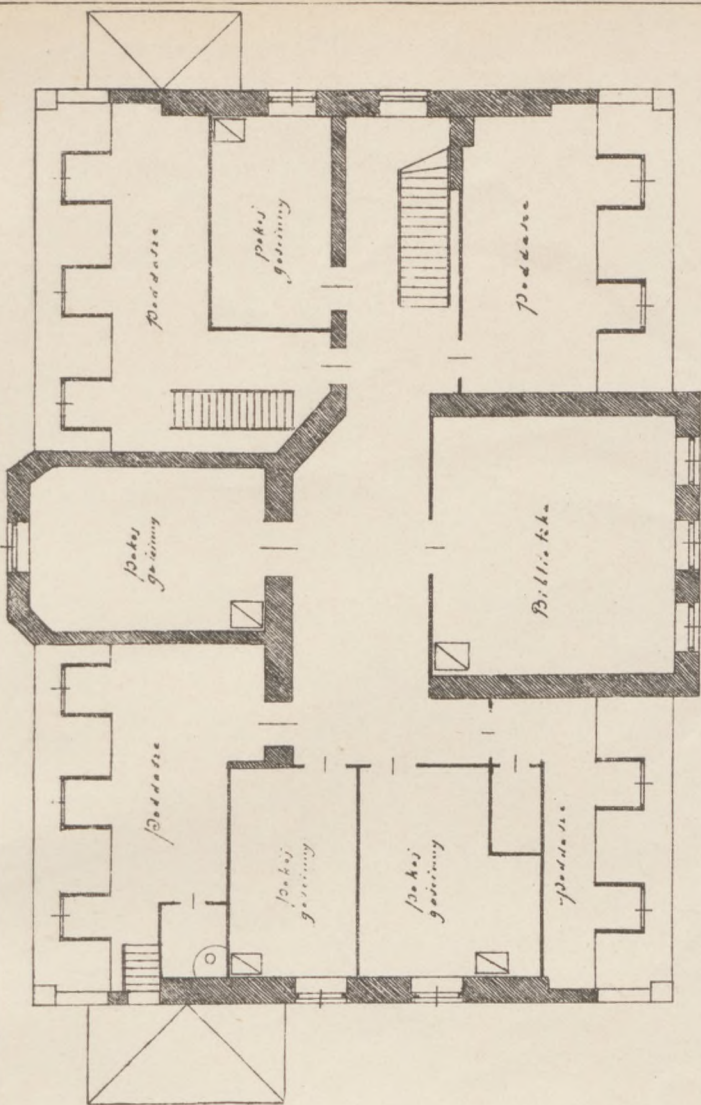 Poddasze
pokój
gościnny
Poddasze
Pokój
gościnny
Biblioteka
Poddasze
Pokój
gościnny
Pokój
gościnny
Poddasze